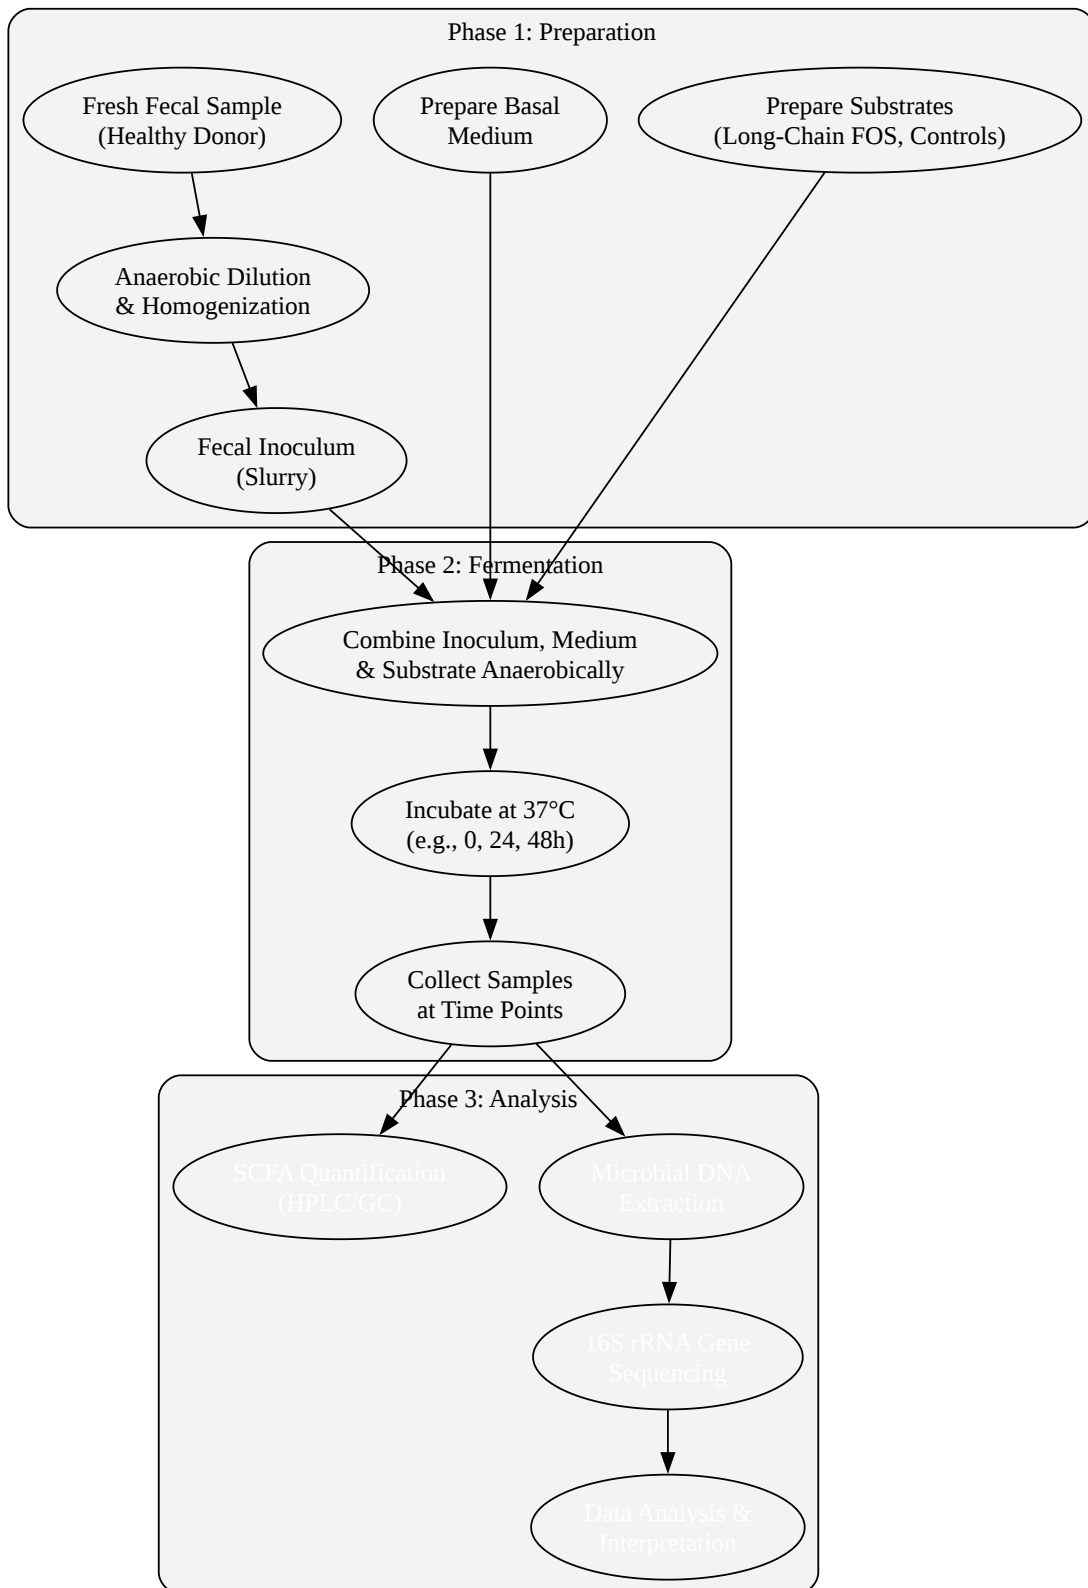 Phase 1: Preparation
Fresh Fecal Sample
(Healthy Donor)
Prepare Basal
Medium
Prepare Substrates
(Long-Chain FOS, Controls)
Anaerobic Dilution
& Homogenization
Fecal Inoculum
(Slurry)
Phase 2: Fermentation
Combine Inoculum, Medium
& Substrate Anaerobically
Incubate at 37°C
(e.g., 0, 24, 48h)
Collect Samples
at Time Points
Phase 3: Analysis
SCFA Quantification
(HPLC/GC)
Microbial DNA
Extraction
16S rRNA Gene
Sequencing
Data Analysis &
Interpretation